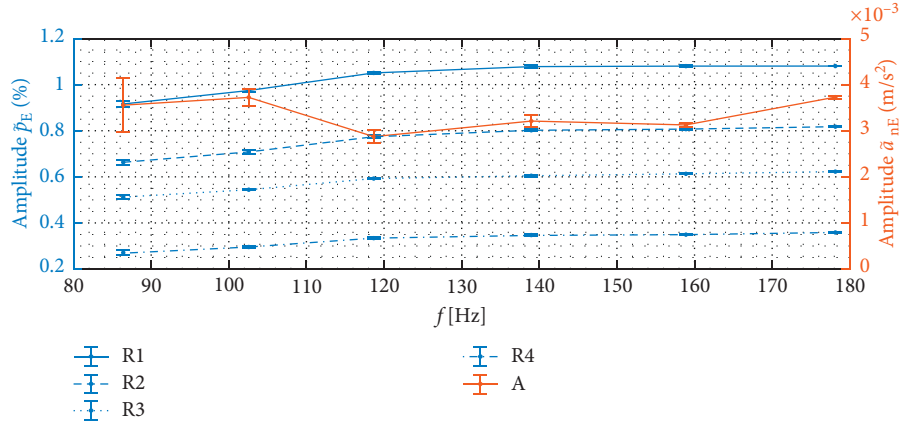 ×10⁻³
1.2
1
0.8
0.6
0.4
0.2
Amplitude p̃E (%)
5
4
3
2
1
0
Amplitude ã nE (m/s²)
80 90 100 110 120 130 140 150 160 170 180
f [Hz]
R1
R2
R3
R4
A